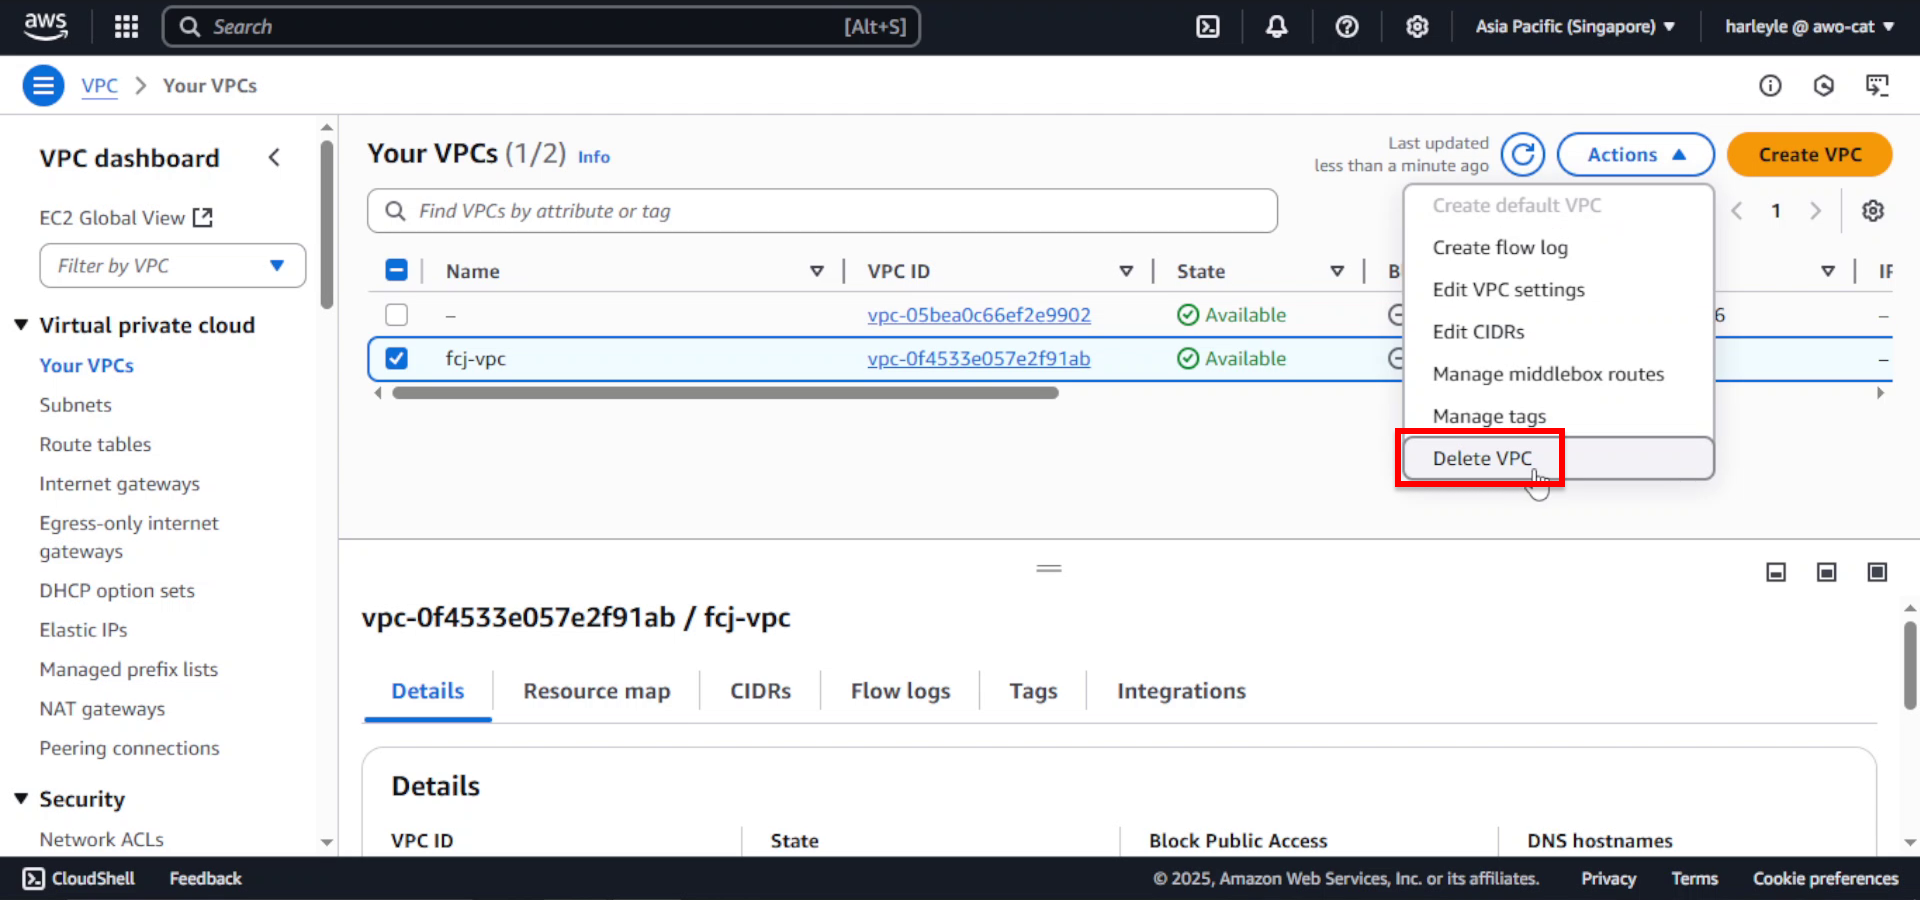 aws
Search
[Alt+S]
Asia Pacific (Singapore)
harleyle @ awo-cat
VPC
Your VPCs
VPC dashboard
EC2 Global View
Filter by VPC
Virtual private cloud
Your VPCs
Subnets
Route tables
Internet gateways
Egress-only internet
gateways
DHCP option sets
Elastic IPs
Managed prefix lists
NAT gateways
Peering connections
Security
Network ACLs
Your VPCs (1/2) Info
Last updated
less than a minute ago
Actions
Create VPC
Find VPCs by attribute or tag
1
Name
VPC ID
State
–
vpc-05bea0c66ef2e9902
Available
6
–
fcj-vpc
vpc-0f4533e057e2f91ab
Available
–
Create default VPC
Create flow log
Edit VPC settings
Edit CIDRs
Manage middlebox routes
Manage tags
Delete VPC
vpc-0f4533e057e2f91ab / fcj-vpc
Details
Resource map
CIDRs
Flow logs
Tags
Integrations
Details
VPC ID
State
Block Public Access
DNS hostnames
CloudShell
Feedback
© 2025, Amazon Web Services, Inc. or its affiliates.
Privacy
Terms
Cookie preferences